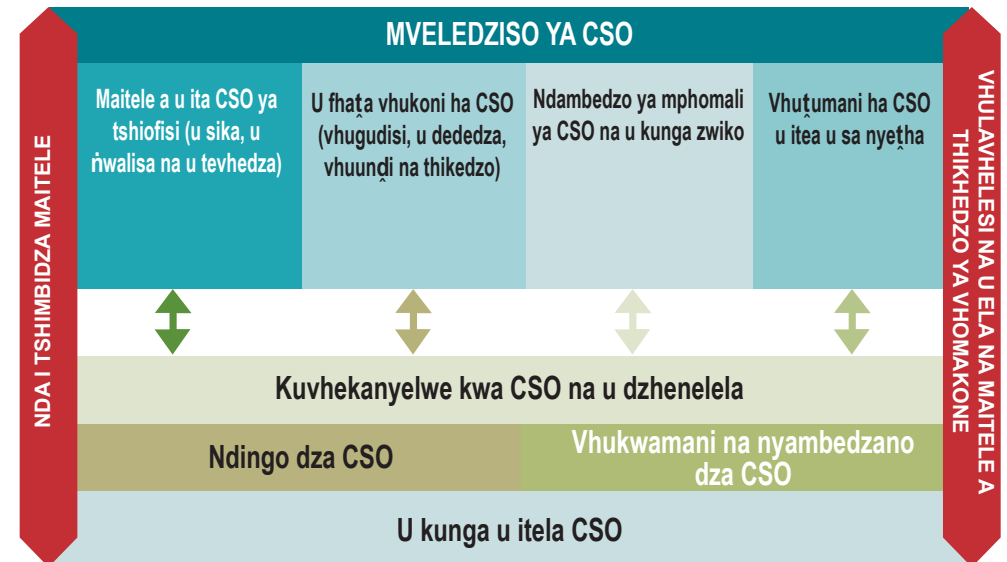 MVELEDZISO YA CSO
NDA I TSHIMBIDZA MAITELE
Maitele a u ita CSO ya
tshiofisi (u sika, u
ṅwalisa na u tevhedza)
U fhaṱa vhukoni ha CSO
(vhugudisi, u dededza,
vhuunḓi na thikedzo)
Ndambedzo ya mphomali
ya CSO na u kunga zwiko
Vhuṱumani ha CSO
u itea u sa nyeṱha
VHULAVHELESI NA U ELA NA MAITELE A
THIKHEDZO YA VHOMAKONE
Kuvhekanyelwe kwa CSO na u dzhenelela
Ndingo dza CSO
Vhukwamani na nyambedzano
dza CSO
U kunga u itela CSO